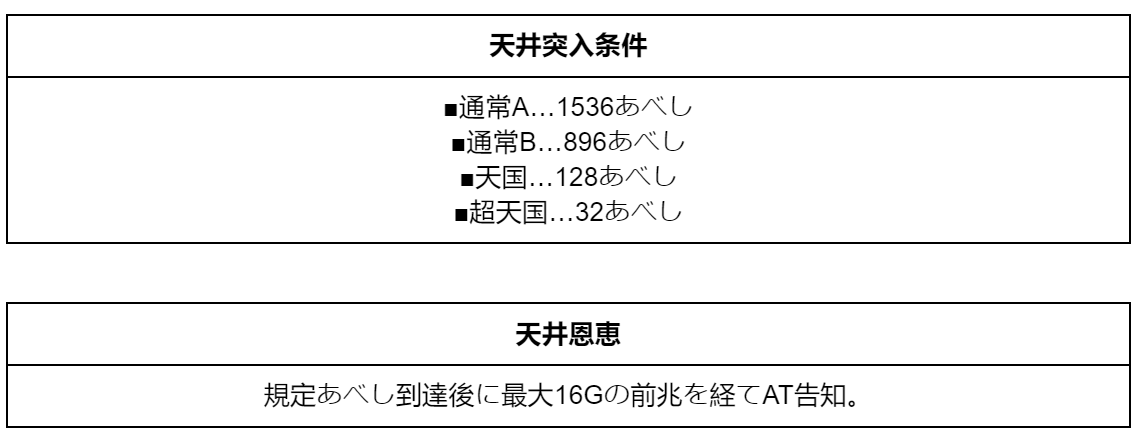 天井突入条件
■通常A…1536あべし
■通常B…896あべし
■天国…128あべし
■超天国…32あべし
天井恩恵
規定あべし到達後に最大16Gの前兆を経てAT告知。